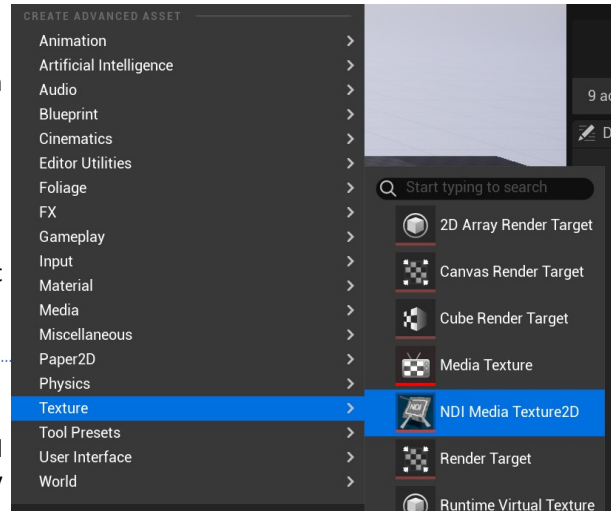 CREATE ADVANCED ASSET
Animation
Artificial Intelligence
Audio
Blueprint
Cinematics
Editor Utilities
Foliage
FX
Gameplay
Input
Material
Media
Miscellaneous
Paper2D
Physics
Texture
Tool Presets
User Interface
World
9 ac
D
Start typing to search
2D Array Render Target
Canvas Render Target
Cube Render Target
Media Texture
NDI Media Texture2D
Render Target
Runtime Virtual Texture